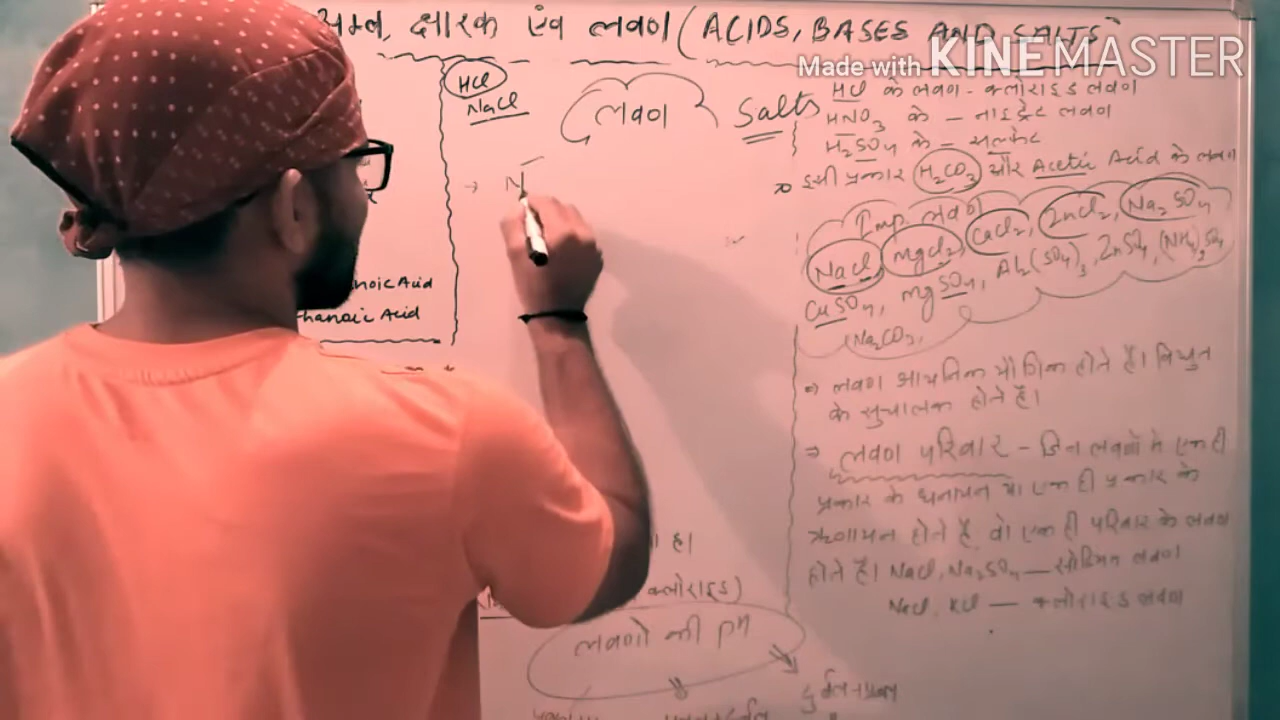 अम्ल, क्षारक एंव लवण (ACIDS, BASES AND SALTS
Made with KINEMASTER
HCl
NaCl
लवण
Salts
HCl के लवण - क्लोराइड लवण
HNO3 के - नाइट्रेट लवण
H2SO4 के - सल्फेट
इसी प्रकार H2CO3 और Acetic Acid के लवण
Imp लवण
NaCl, MgCl2, CaCl2, ZnCl2, Na2SO4
CuSO4, MgSO4, Al2(SO4)3, ZnSO4, (NH4)2SO4
(Na2CO3,
→ N
noic Acid
hanoic Acid
⇒ लवण आयनिक यौगिक होते हैं। विधुत
के सुचालक होते हैं।
⇒ लवण परिवार - जिन लवणों मे एक ही
प्रकार के धनायन या एक ही प्रकार के
ऋणायन होते है, वो एक ही परिवार के लवण
होते हैं। NaCl, Na2SO4 — सोडियम लवण
NaCl, KCl — क्लोराइड लवण
ा है।
क्लोराइड)
लवणो की pH
दुर्बल+प्रबल